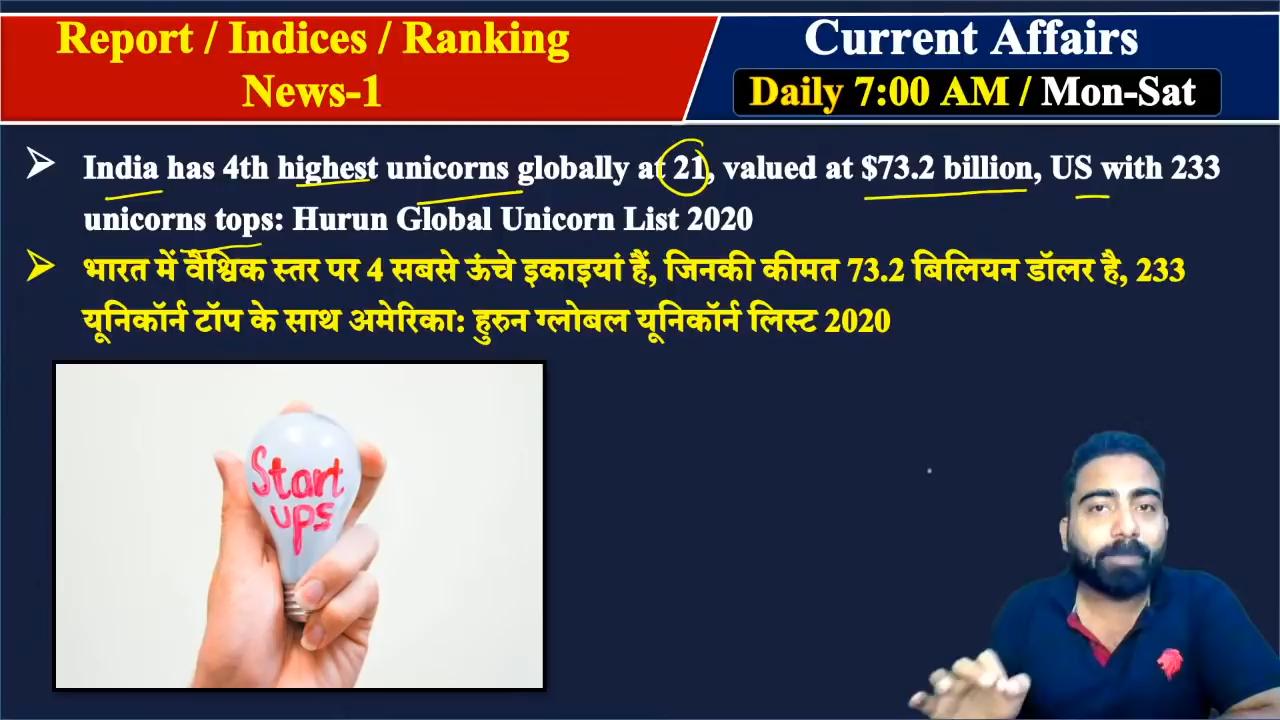 Report / Indices / Ranking
News-1
Current Affairs
Daily 7:00 AM / Mon-Sat
India has 4th highest unicorns globally at 21, valued at $73.2 billion, US with 233
unicorns tops: Hurun Global Unicorn List 2020
भारत में वैश्विक स्तर पर 4 सबसे ऊंचे इकाइयां हैं, जिनकी कीमत 73.2 बिलियन डॉलर है, 233
यूनिकॉर्न टॉप के साथ अमेरिका: हुरुन ग्लोबल यूनिकॉर्न लिस्ट 2020
Start
ups